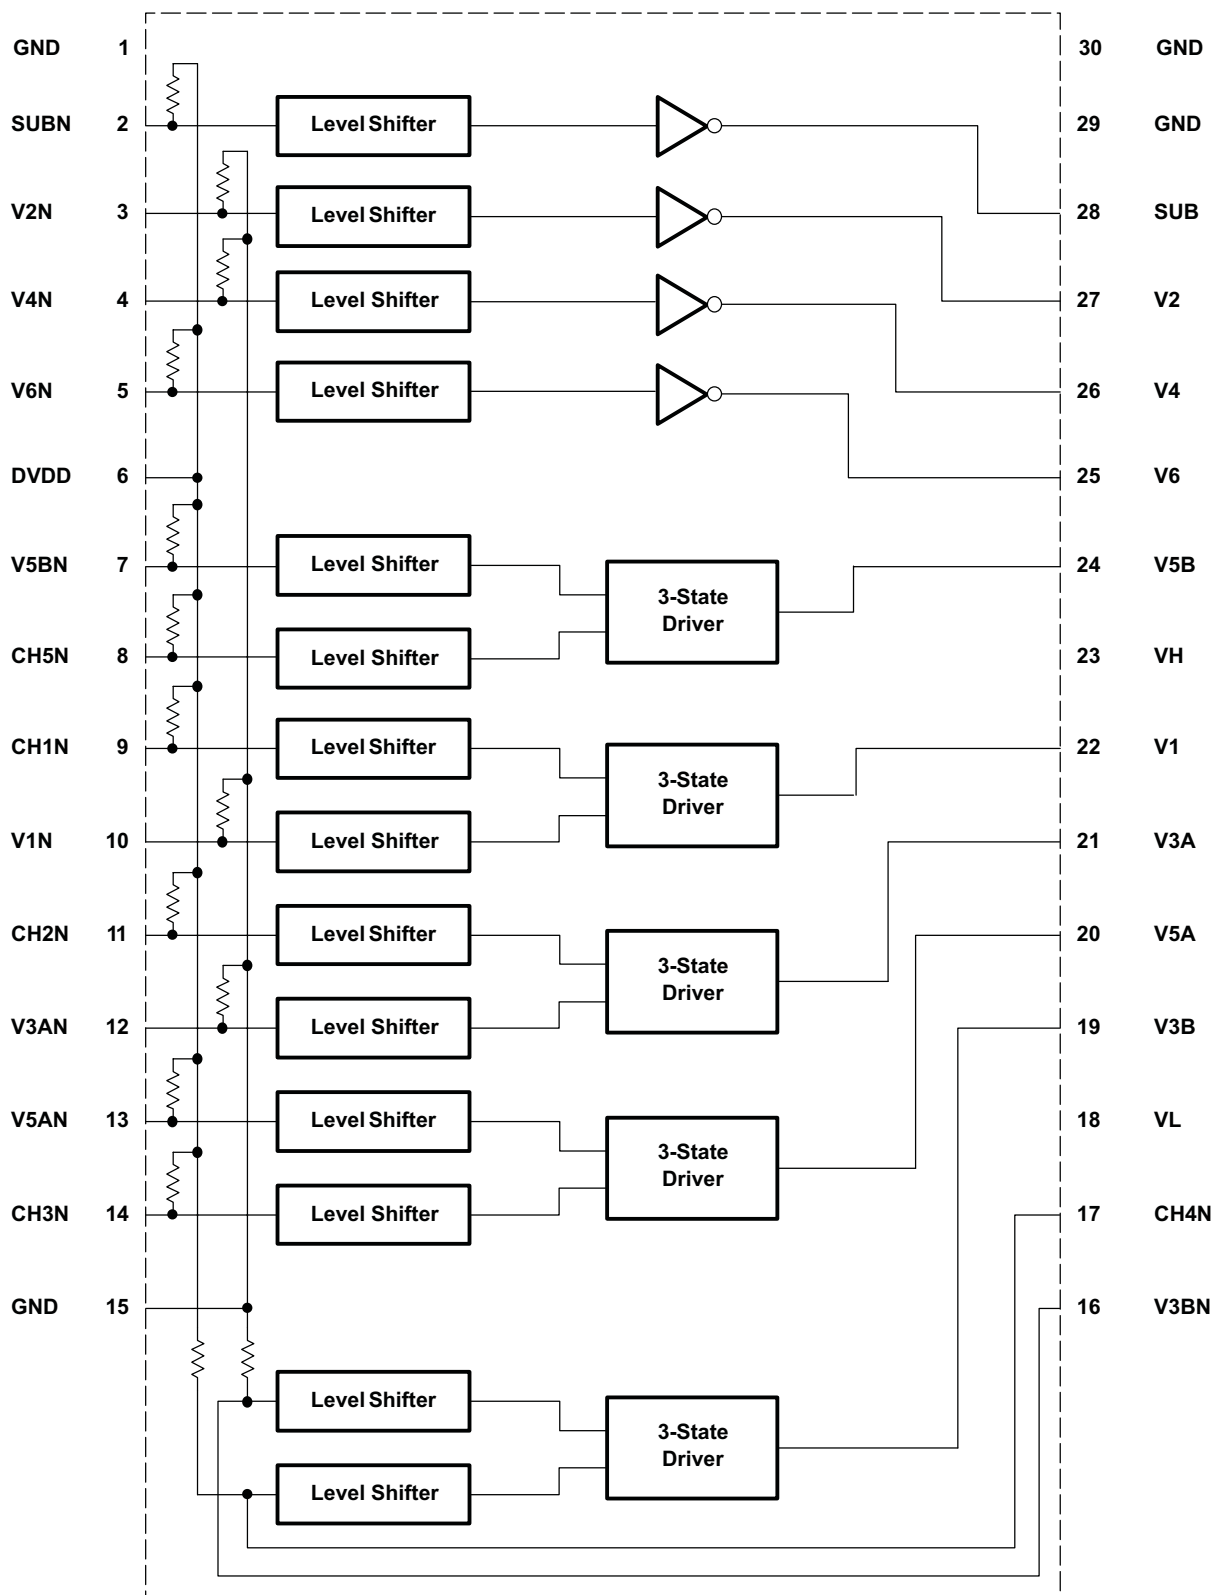 GND 1 30 GND
SUBN 2 Level Shifter 29 GND
V2N 3 Level Shifter 28 SUB
V4N 4 Level Shifter 27 V2
V6N 5 Level Shifter 26 V4
DVDD 6 25 V6
V5BN 7 Level Shifter 24 V5B
3-State
Driver
CH5N 8 Level Shifter 23 VH
CH1N 9 Level Shifter 22 V1
3-State
Driver
V1N 10 Level Shifter 21 V3A
CH2N 11 Level Shifter 20 V5A
3-State
Driver
V3AN 12 Level Shifter 19 V3B
V5AN 13 Level Shifter 18 VL
3-State
Driver
CH3N 14 Level Shifter 17 CH4N
GND 15 16 V3BN
Level Shifter
3-State
Driver
Level Shifter